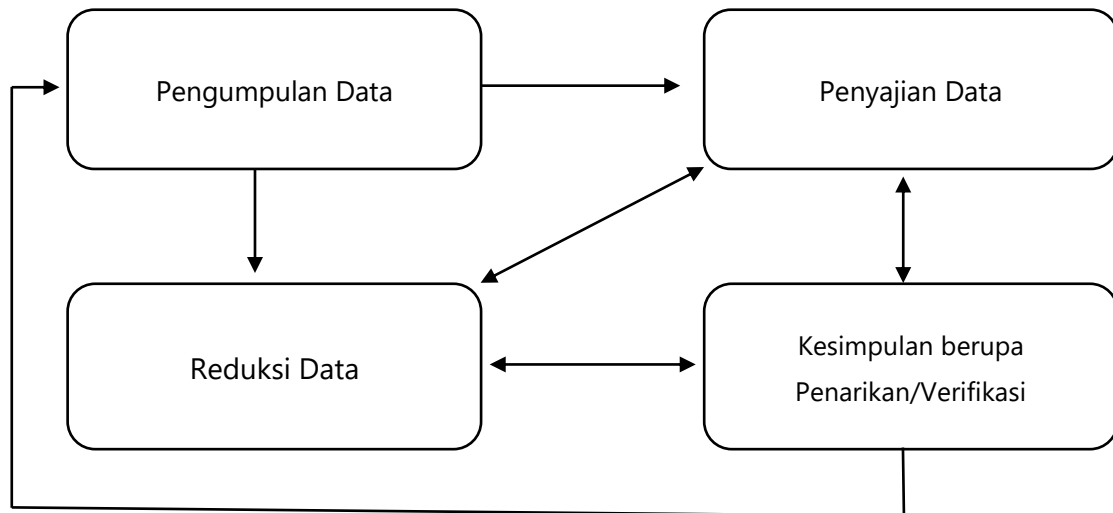 Pengumpulan Data
Penyajian Data
Reduksi Data
Kesimpulan berupa
Penarikan/Verifikasi